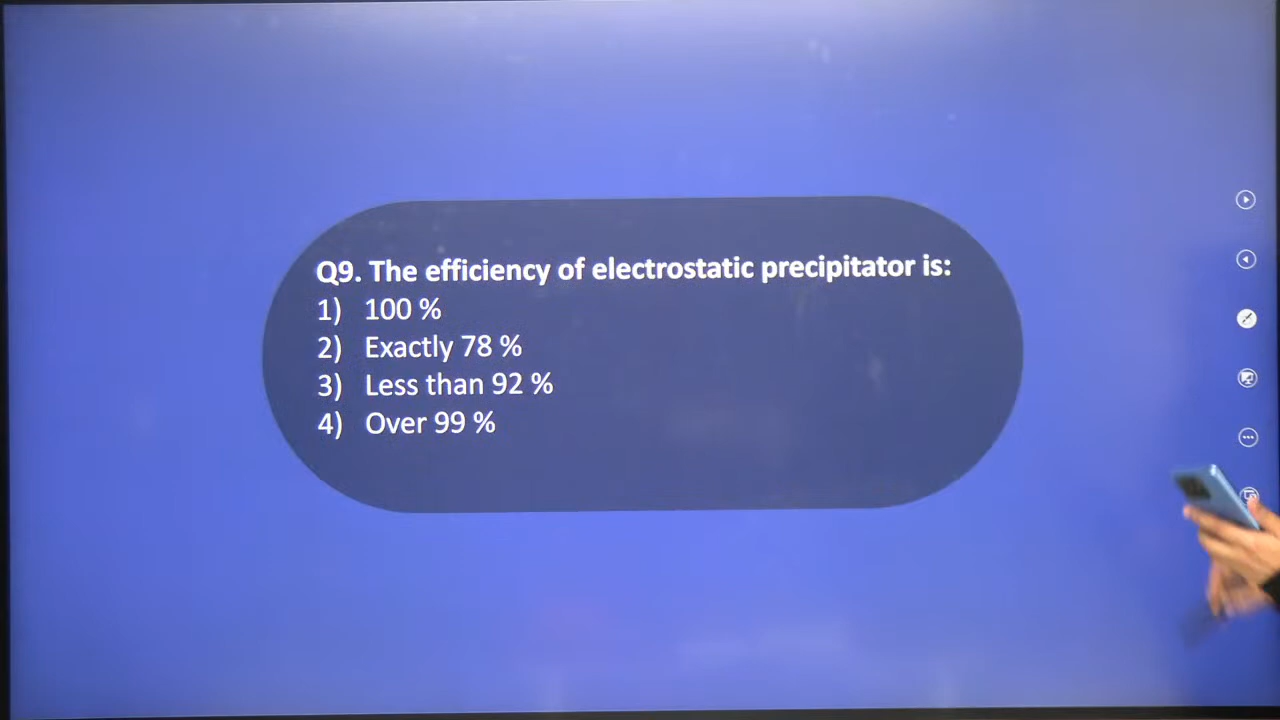 Q9. The efficiency of electrostatic precipitator is:
1) 100 %
2) Exactly 78 %
3) Less than 92 %
4) Over 99 %